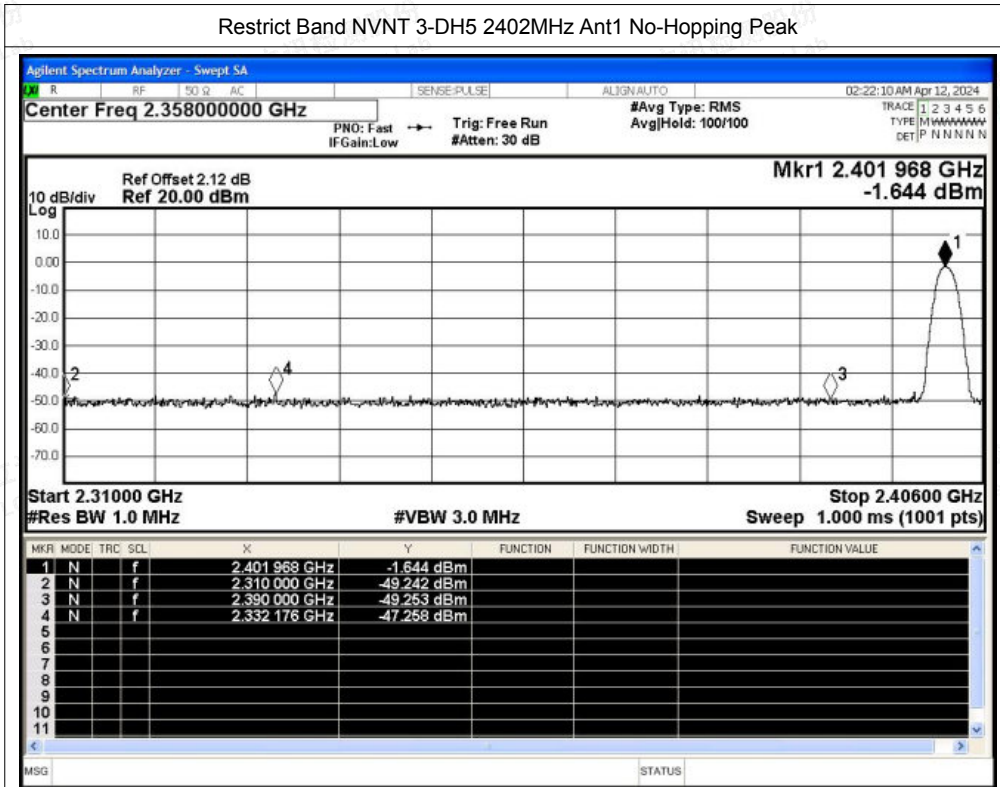 Restrict Band NVNT 3-DH5 2402MHz Ant1 No-Hopping Peak
Agilent Spectrum Analyzer - Swept SA
R RF 50 Ω AC SENSE:PULSE ALIGN AUTO 02:22:10 AM Apr 12, 2024
Center Freq 2.358000000 GHz #Avg Type: RMS TRACE 1 2 3 4 5 6
PNO: Fast Trig: Free Run Avg|Hold: 100/100 TYPE M WWWWW
IFGain:Low #Atten: 30 dB DET P N N N N N
Mkr1 2.401 968 GHz
Ref Offset 2.12 dB
10 dB/div Ref 20.00 dBm -1.644 dBm
Log
10.0
1
0.00
-10.0
-20.0
-30.0
-40.0
2 4 3
-50.0
-60.0
-70.0
Start 2.31000 GHz Stop 2.40600 GHz
#Res BW 1.0 MHz #VBW 3.0 MHz Sweep 1.000 ms (1001 pts)
MKR MODE TRC SCL X Y FUNCTION FUNCTION WIDTH FUNCTION VALUE
1 N f 2.401 968 GHz -1.644 dBm
2 N f 2.310 000 GHz -49.242 dBm
3 N f 2.390 000 GHz -49.253 dBm
4 N f 2.332 176 GHz -47.258 dBm
5
6
7
8
9
10
11
MSG STATUS